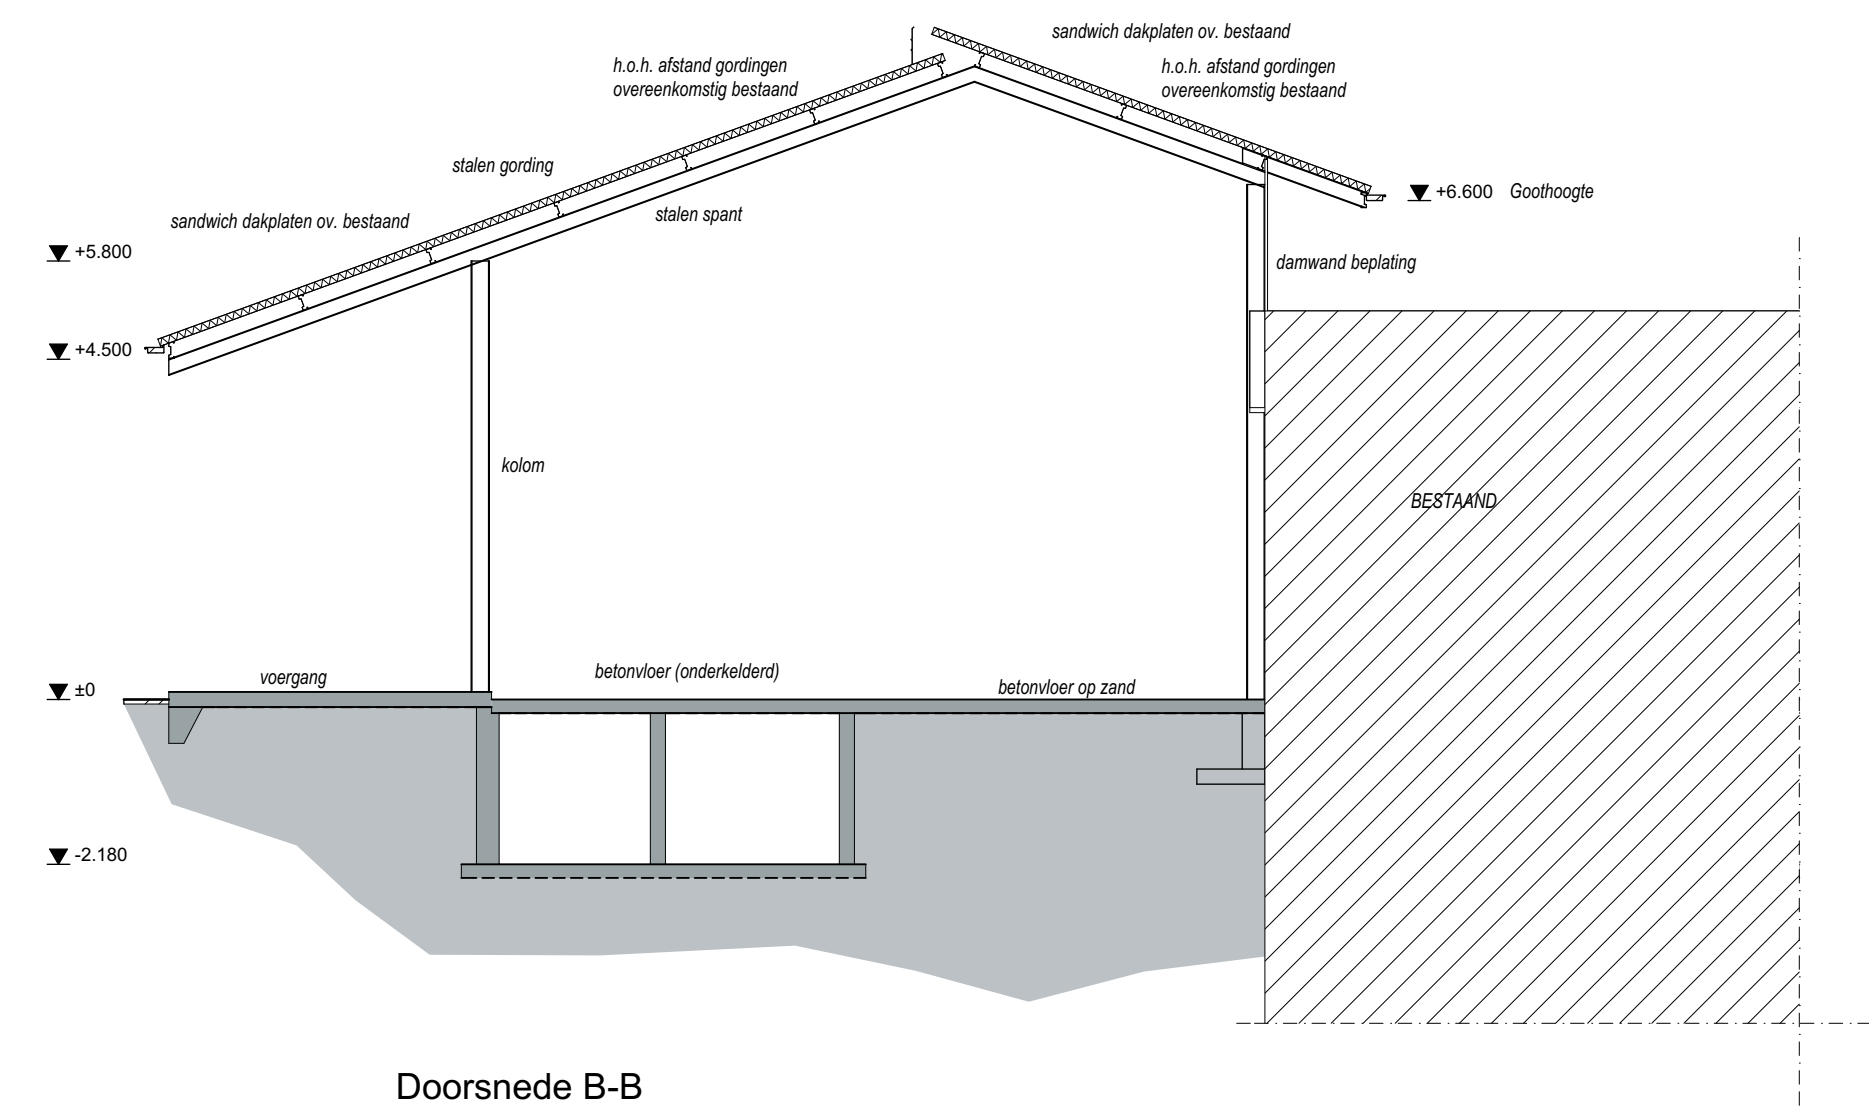 sandwich dakplaten ov. bestaand
h.o.h. afstand gordingen
overeenkomstig bestaand
h.o.h. afstand gordingen
overeenkomstig bestaand
stalen gording
stalen spant
+6.600 Goothoogte
sandwich dakplaten ov. bestaand
+5.800
damwand beplating
+4.500
kolom
BESTAAND
voergang
betonvloer (onderkelderd)
betonvloer op zand
±0
-2.180
Doorsnede B-B